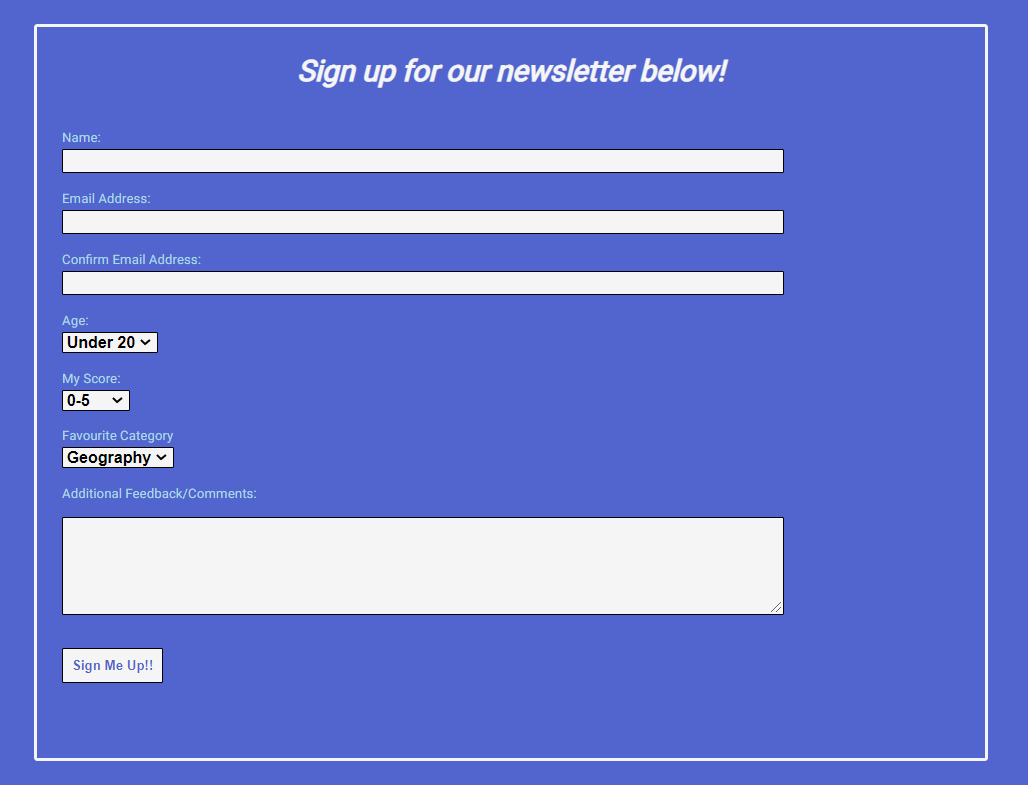 Sign up for our newsletter below!
Name:
Email Address:
Confirm Email Address:
Age:
Under 20
My Score:
0-5
Favourite Category
Geography
Additional Feedback/Comments:
Sign Me Up!!